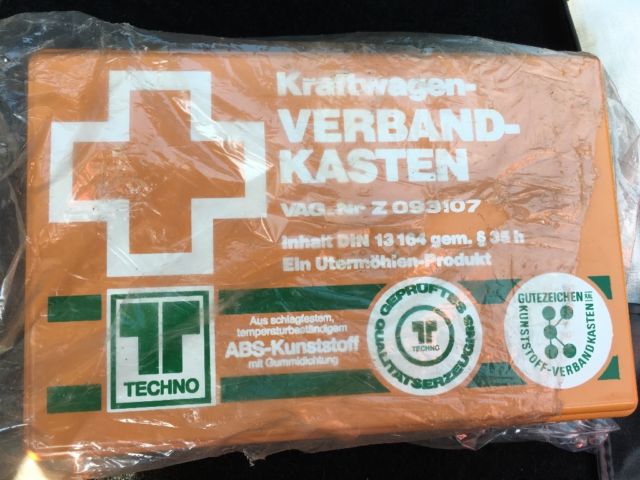 Kraftwagen-
VERBAND-
KASTEN
VAG-Nr Z 093107
Inhalt DIN 13 164 gem. § 35 h
Ein Utermöhlen-Produkt
TECHNO
Aus schlagfestem,
temperaturbeständigem
ABS-Kunststoff
mit Gummidichtung
GEPRÜFTES
QUALITÄTSERZEUGNIS
TECHNO
GÜTEZEICHEN
KUNSTSTOFF-VERBANDKASTEN